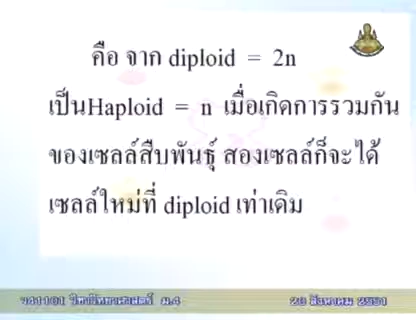 คือ จาก diploid = 2n
เป็นHaploid = n เมื่อเกิดการรวมกัน
ของเซลล์สืบพันธุ์ สองเซลล์ก็จะได้
เซลล์ใหม่ที่ diploid เท่าเดิม
ว41101 วิชาวิทยาศาสตร์ ม.4
20 สิงหาคม 2551